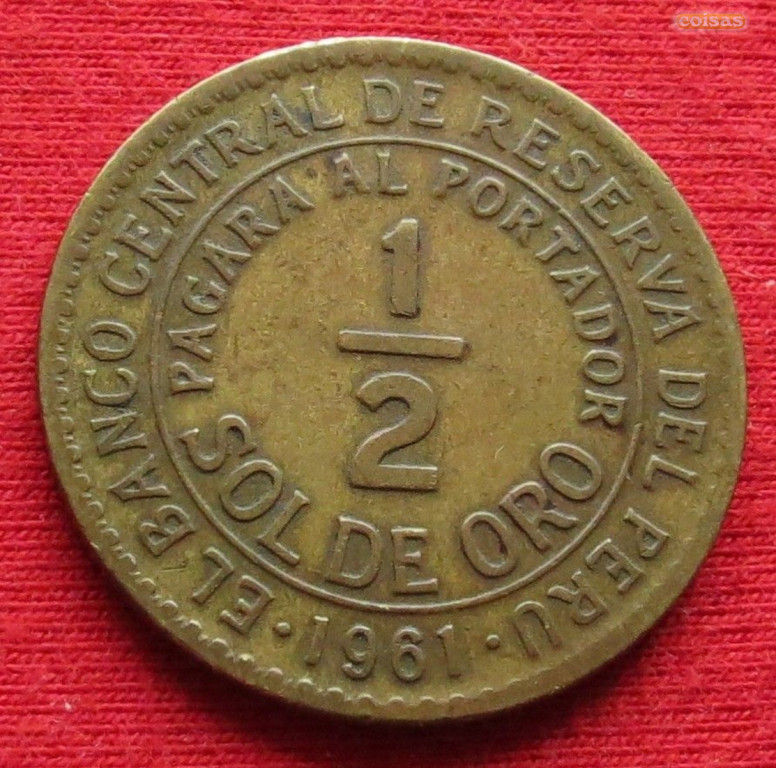 coisas
EL BANCO CENTRAL DE RESERVA DEL PERU
PAGARA AL PORTADOR
1
2
SOL DE ORO
· 1961 ·